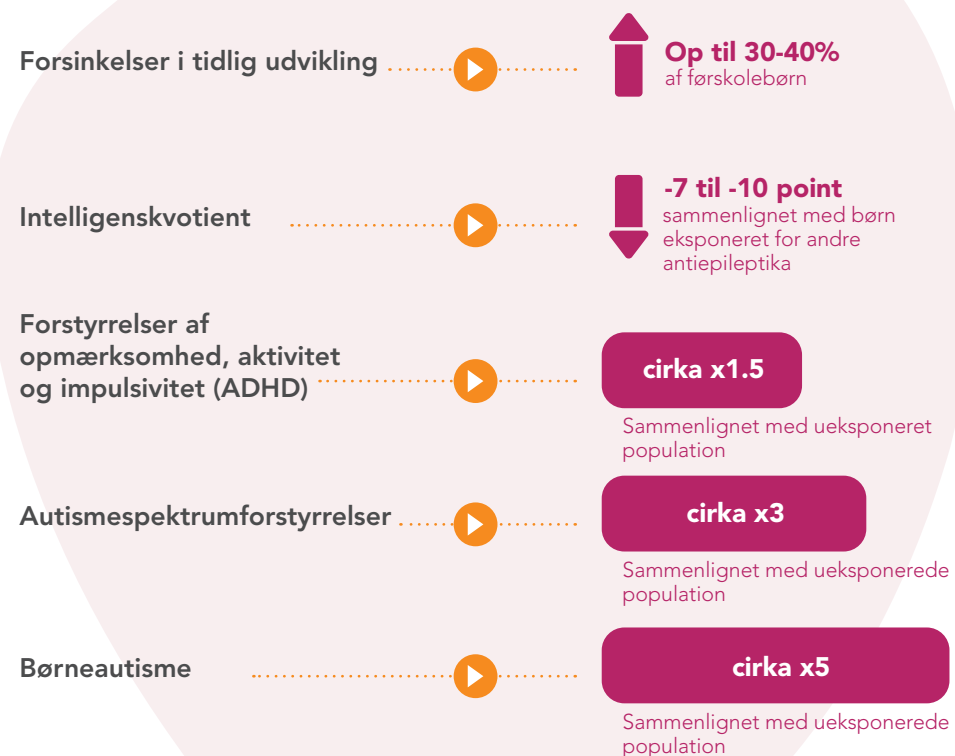 Forsinkelser i tidlig udvikling
Op til 30-40%
af førskolebørn
Intelligenskvotient
-7 til -10 point
sammenlignet med børn
eksponeret for andre
antiepileptika
Forstyrrelser af
opmærksomhed, aktivitet
og impulsivitet (ADHD)
cirka x1.5
Sammenlignet med ueksponeret
population
Autismespektrumforstyrrelser
cirka x3
Sammenlignet med ueksponerede
population
Børneautisme
cirka x5
Sammenlignet med ueksponerede
population